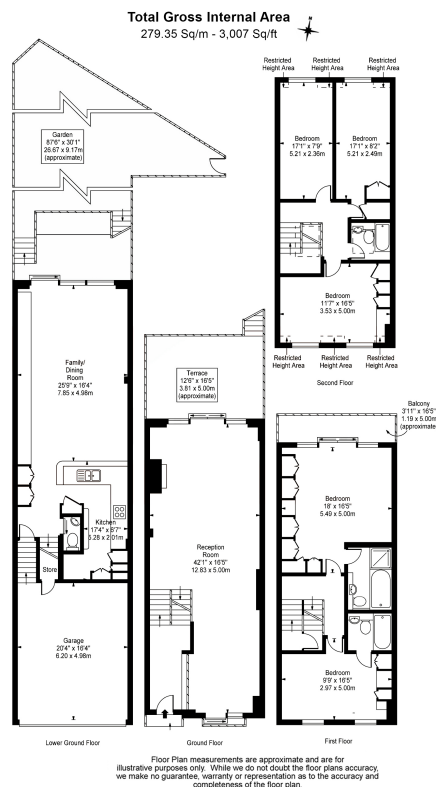 Total Gross Internal Area
279.35 Sq/m - 3,007 Sq/ft
N
Garden
87'6" x 30'1"
26.67 x 9.17m
(approximate)
Family/
Dining
Room
25'9" x 16'4"
7.85 x 4.98m
Kitchen
17'4" x 6'7"
5.28 x 2.01m
Store
Garage
20'4" x 16'4"
6.20 x 4.98m
Lower Ground Floor
Terrace
12'6" x 16'5"
3.81 x 5.00m
(approximate)
Reception
Room
42'1" x 16'5"
12.83 x 5.00m
Ground Floor
Restricted
Height Area
Restricted
Height Area
Bedroom
17'1" x 7'9"
5.21 x 2.36m
Bedroom
17'1" x 8'2"
5.21 x 2.49m
Bedroom
11'7" x 16'5"
3.53 x 5.00m
Restricted
Height Area
Restricted
Height Area
Restricted
Height Area
Second Floor
Balcony
3'11" x 16'5"
1.19 x 5.00m
(approximate
Bedroom
18' x 16'5"
5.49 x 5.00m
Bedroom
9'9" x 16'5"
2.97 x 5.00m
First Floor
Floor Plan measurements are approximate and are for
illustrative purposes only. While we do not doubt the floor plans accuracy,
we make no guarantee, warranty or representation as to the accuracy and
completeness of the floor plan.